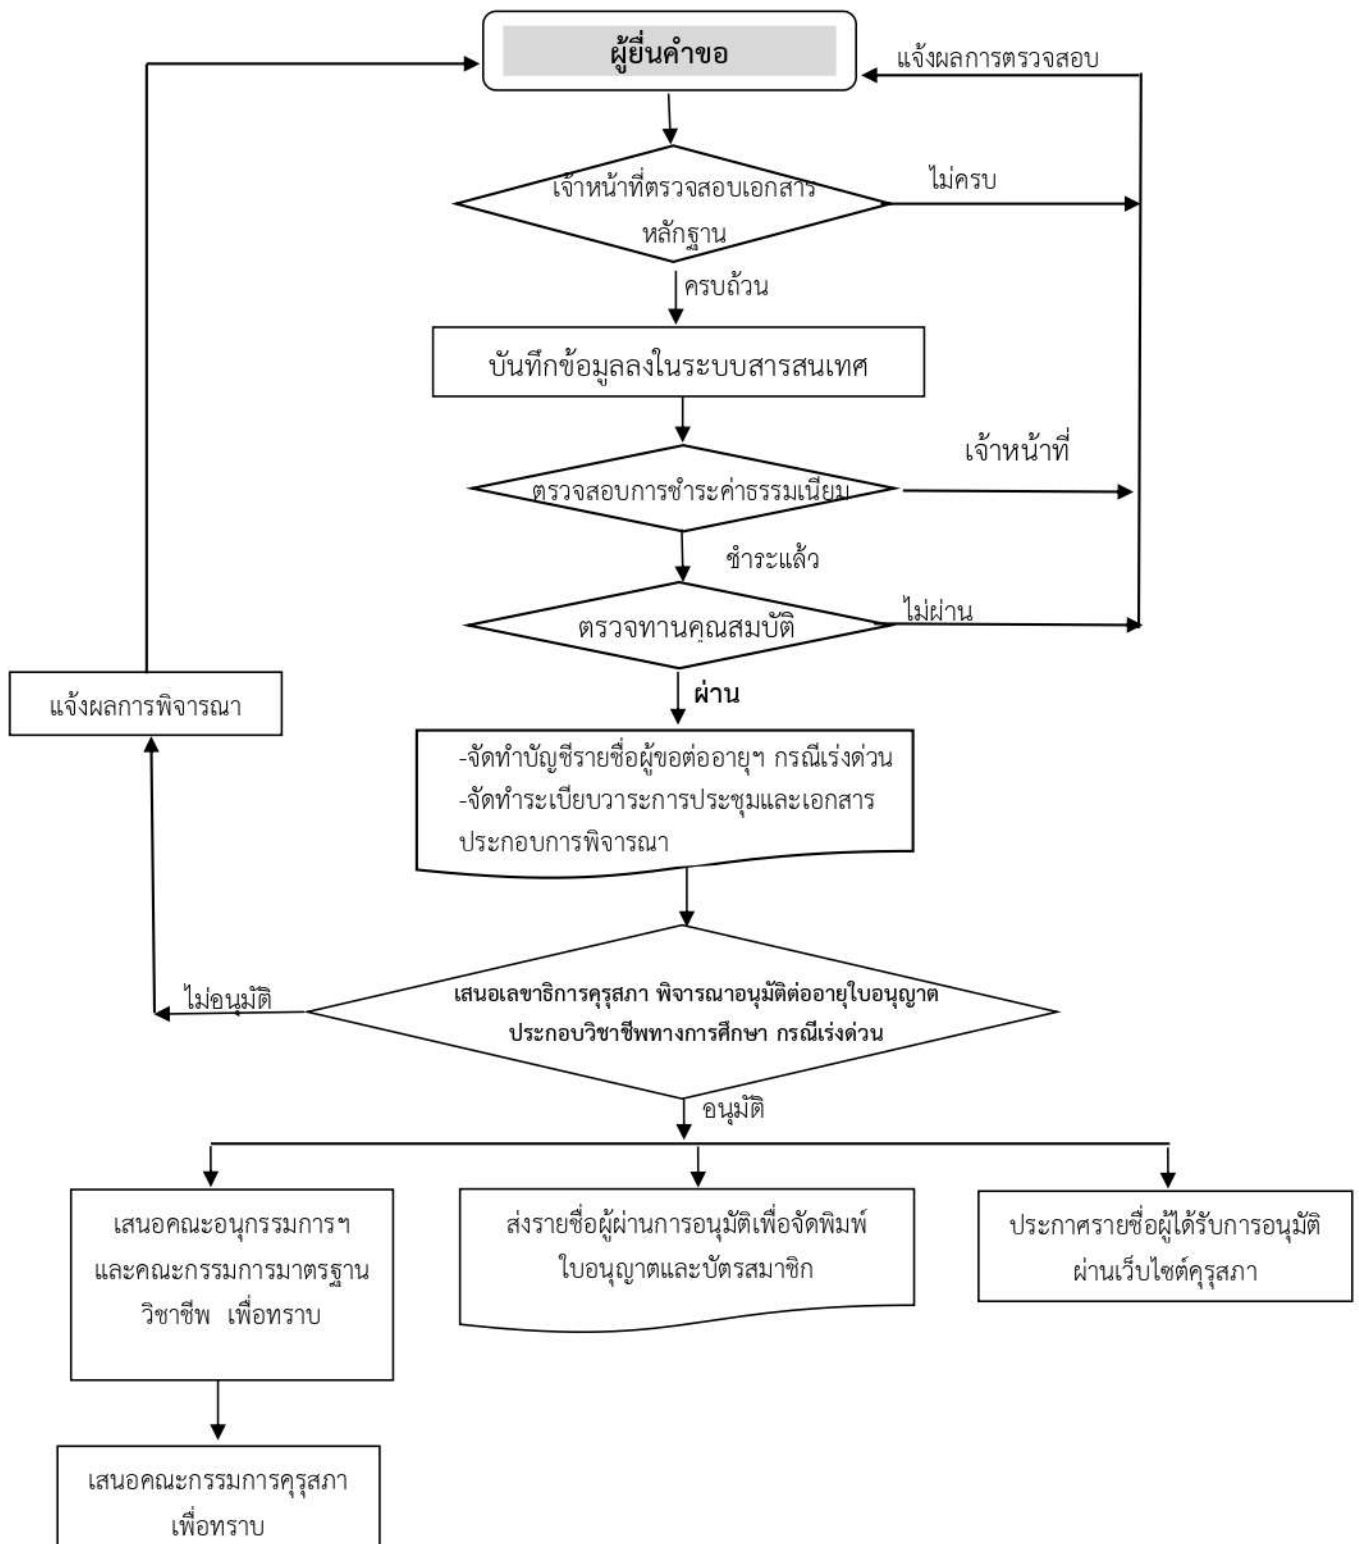 ผู้ยื่นคำขอ
แจ้งผลการตรวจสอบ
เจ้าหน้าที่ตรวจสอบเอกสาร
หลักฐาน
ไม่ครบ
ครบถ้วน
บันทึกข้อมูลลงในระบบสารสนเทศ
เจ้าหน้าที่
ตรวจสอบการชำระค่าธรรมเนียม
ชำระแล้ว
ตรวจทานคุณสมบัติ
ไม่ผ่าน
ผ่าน
แจ้งผลการพิจารณา
-จัดทำบัญชีรายชื่อผู้ขอต่ออายุฯ กรณีเร่งด่วน
-จัดทำระเบียบวาระการประชุมและเอกสาร
ประกอบการพิจารณา
ไม่อนุมัติ
เสนอเลขาธิการคุรุสภา พิจารณาอนุมัติต่ออายุใบอนุญาต
ประกอบวิชาชีพทางการศึกษา กรณีเร่งด่วน
อนุมัติ
เสนอคณะอนุกรรมการฯ
และคณะกรรมการมาตรฐาน
วิชาชีพ เพื่อทราบ
ส่งรายชื่อผู้ผ่านการอนุมัติเพื่อจัดพิมพ์
ใบอนุญาตและบัตรสมาชิก
ประกาศรายชื่อผู้ได้รับการอนุมัติ
ผ่านเว็บไซต์คุรุสภา
เสนอคณะกรรมการคุรุสภา
เพื่อทราบ